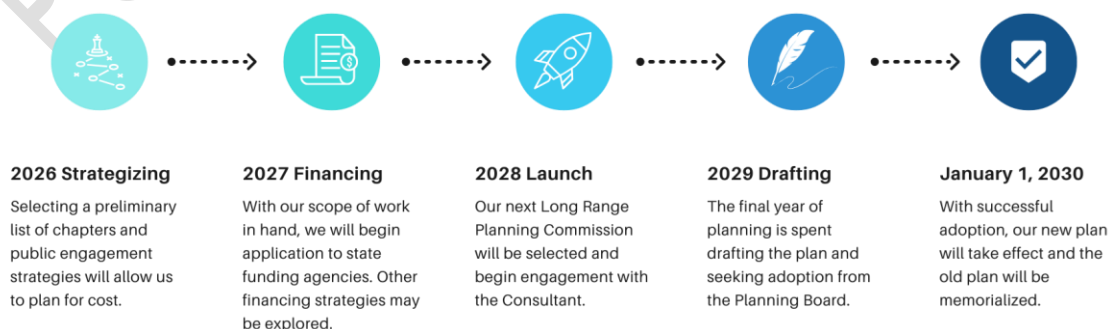 2026 Strategizing
Selecting a preliminary
list of chapters and
public engagement
strategies will allow us
to plan for cost.
2027 Financing
With our scope of work
in hand, we will begin
application to state
funding agencies. Other
financing strategies may
be explored.
2028 Launch
Our next Long Range
Planning Commission
will be selected and
begin engagement with
the Consultant.
2029 Drafting
The final year of
planning is spent
drafting the plan and
seeking adoption from
the Planning Board.
January 1, 2030
With successful
adoption, our new plan
will take effect and the
old plan will be
memorialized.